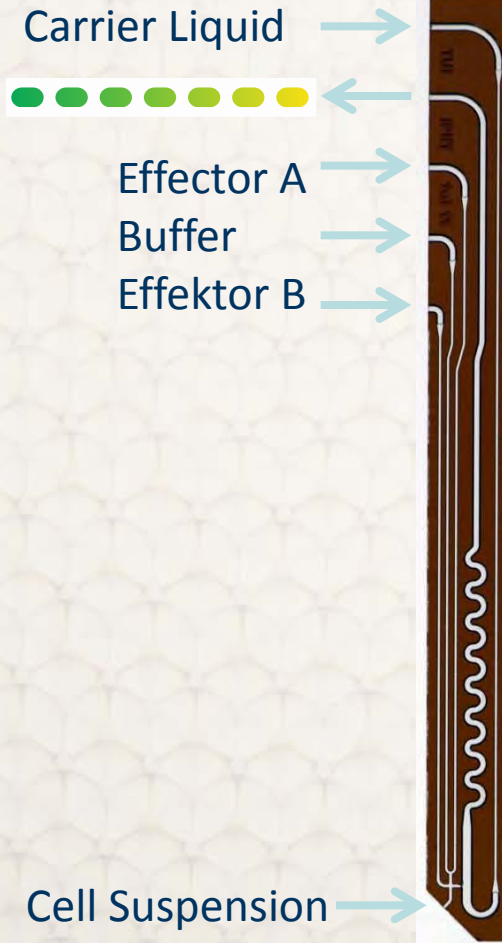 Carrier Liquid
Effector A
Buffer
Effektor B
Cell Suspension